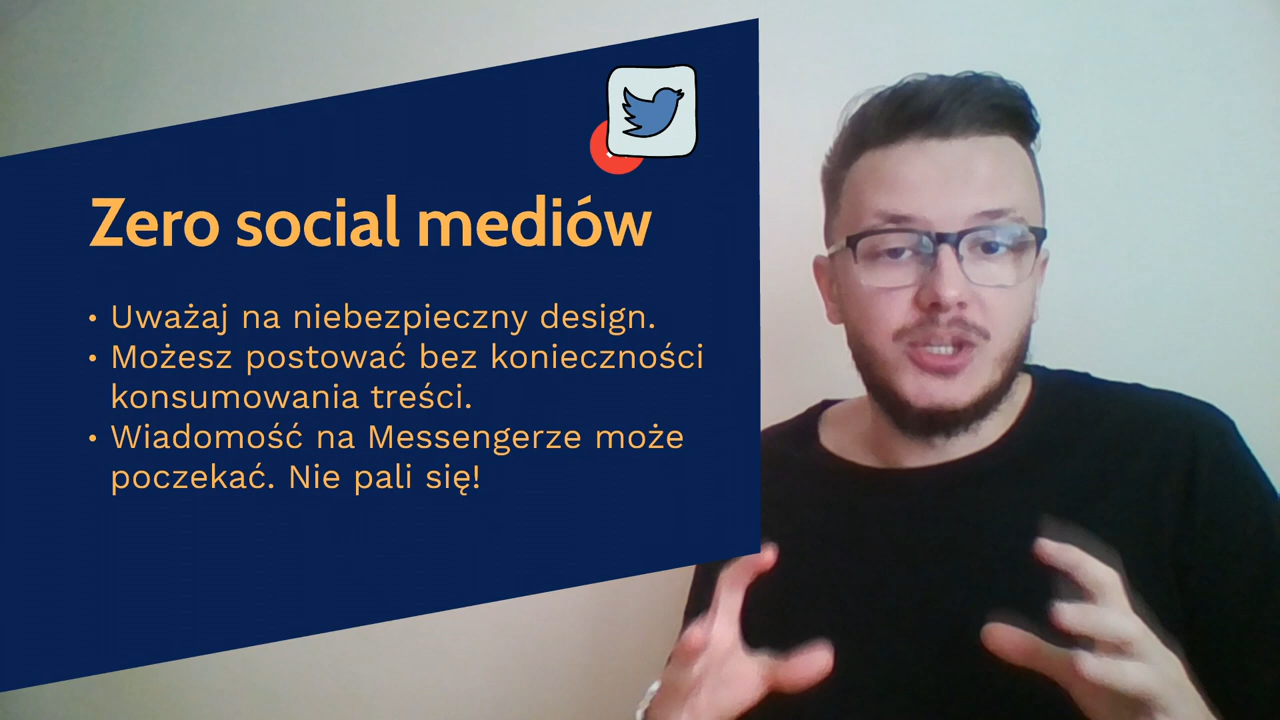 Zero social mediów
• Uważaj na niebezpieczny design.
• Możesz postować bez konieczności
konsumowania treści.
• Wiadomość na Messengerze może
poczekać. Nie pali się!